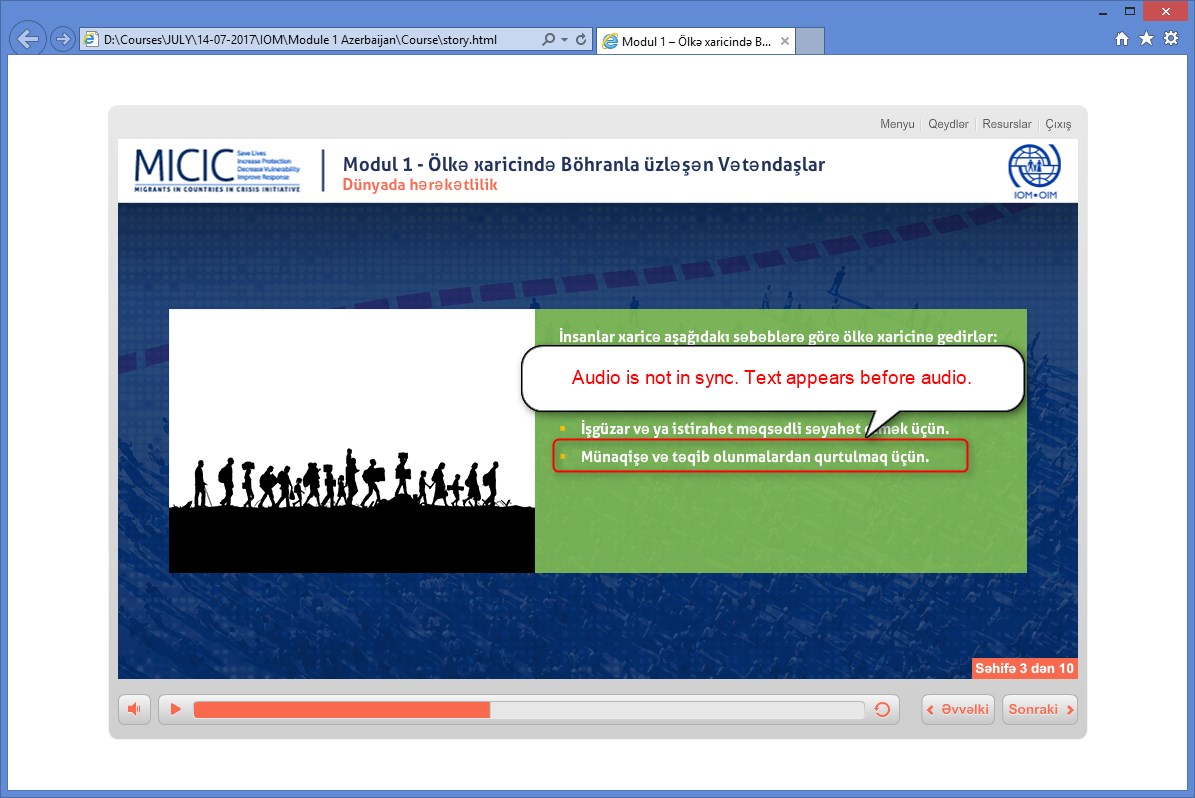 D:\Courses\JULY\14-07-2017\IOM\Module 1 Azerbaijan\Course\story.html
Modul 1 – Ölkə xaricində B...
Menyu
Qeydlər
Resurslar
Çıxış
MICIC
Save Lives
Increase Protection
Decrease Vulnerability
Improve Response
MIGRANTS IN COUNTRIES IN CRISIS INITIATIVE
Modul 1 - Ölkə xaricində Böhranla üzləşən Vətəndaşlar
Dünyada hərəkətlilik
IOM•OIM
İnsanlar xaricə aşağıdakı səbəblərə görə ölkə xaricinə gedirlər:
Audio is not in sync. Text appears before audio.
İşgüzar və ya istirahət məqsədli səyahət üçün.
Münaqişə və təqib olunmalardan qurtulmaq üçün.
Səhifə 3 dən 10
Əvvəlki
Sonraki